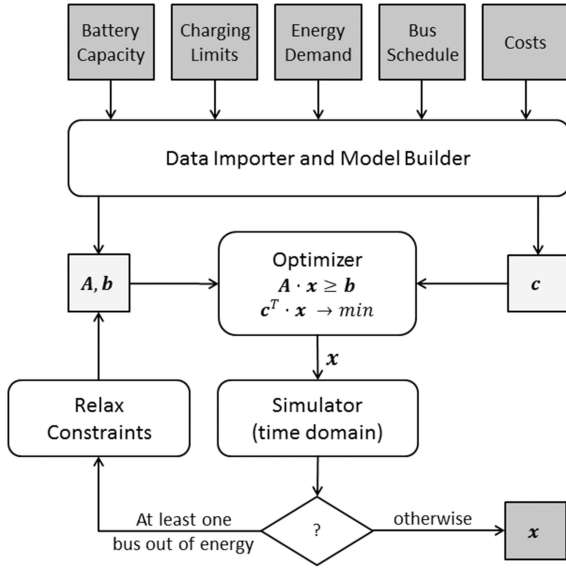 Battery
Capacity
Charging
Limits
Energy
Demand
Bus
Schedule
Costs
Data Importer and Model Builder
A, b
Optimizer
A · x ≥ b
c^T · x → min
c
x
Relax
Constraints
Simulator
(time domain)
At least one
bus out of energy
?
otherwise
x